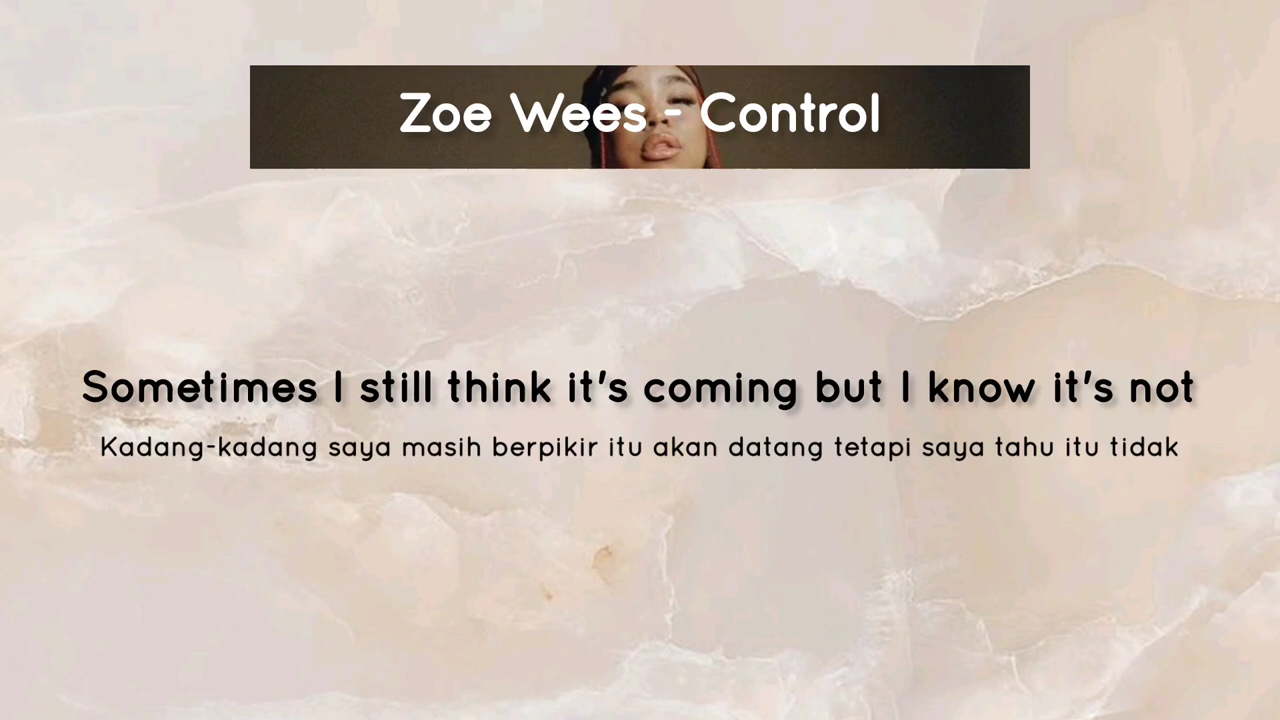 Zoe Wees - Control
Sometimes I still think it's coming but I know it's not
Kadang-kadang saya masih berpikir itu akan datang tetapi saya tahu itu tidak